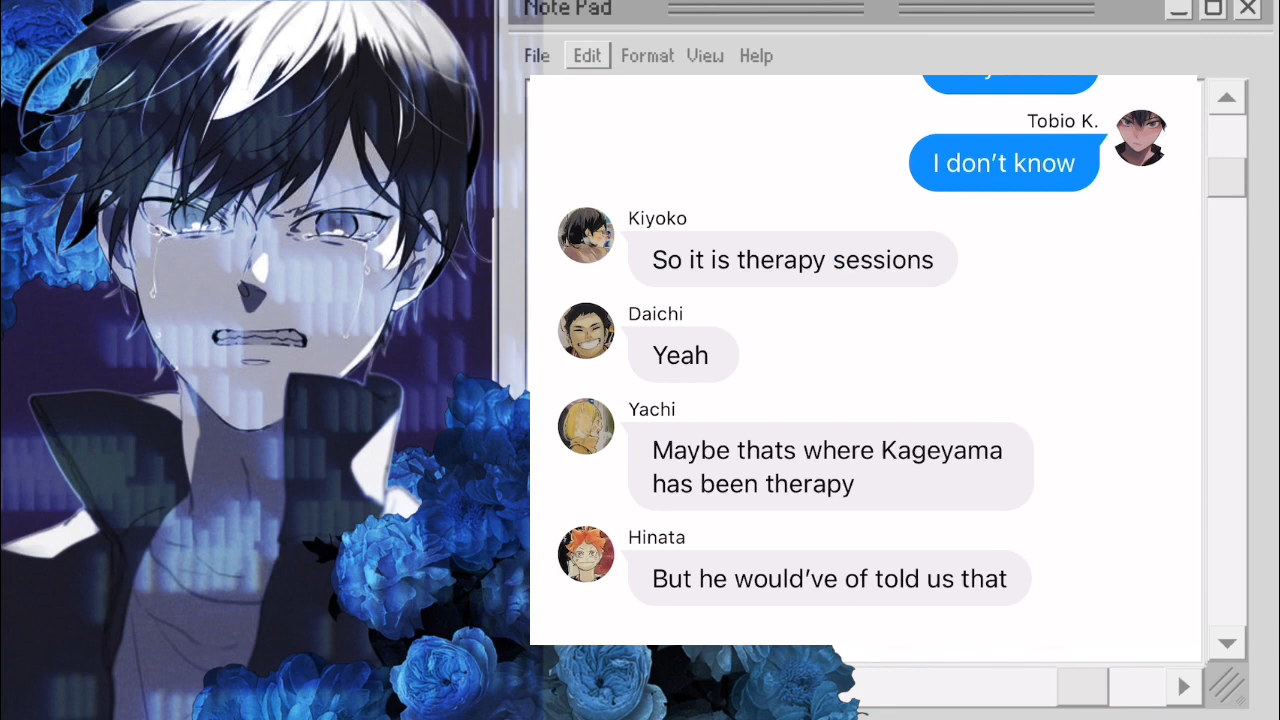 Note Pad
File Edit Format View Help
Tobio K.
I don’t know
Kiyoko
So it is therapy sessions
Daichi
Yeah
Yachi
Maybe thats where Kageyama
has been therapy
Hinata
But he would’ve of told us that